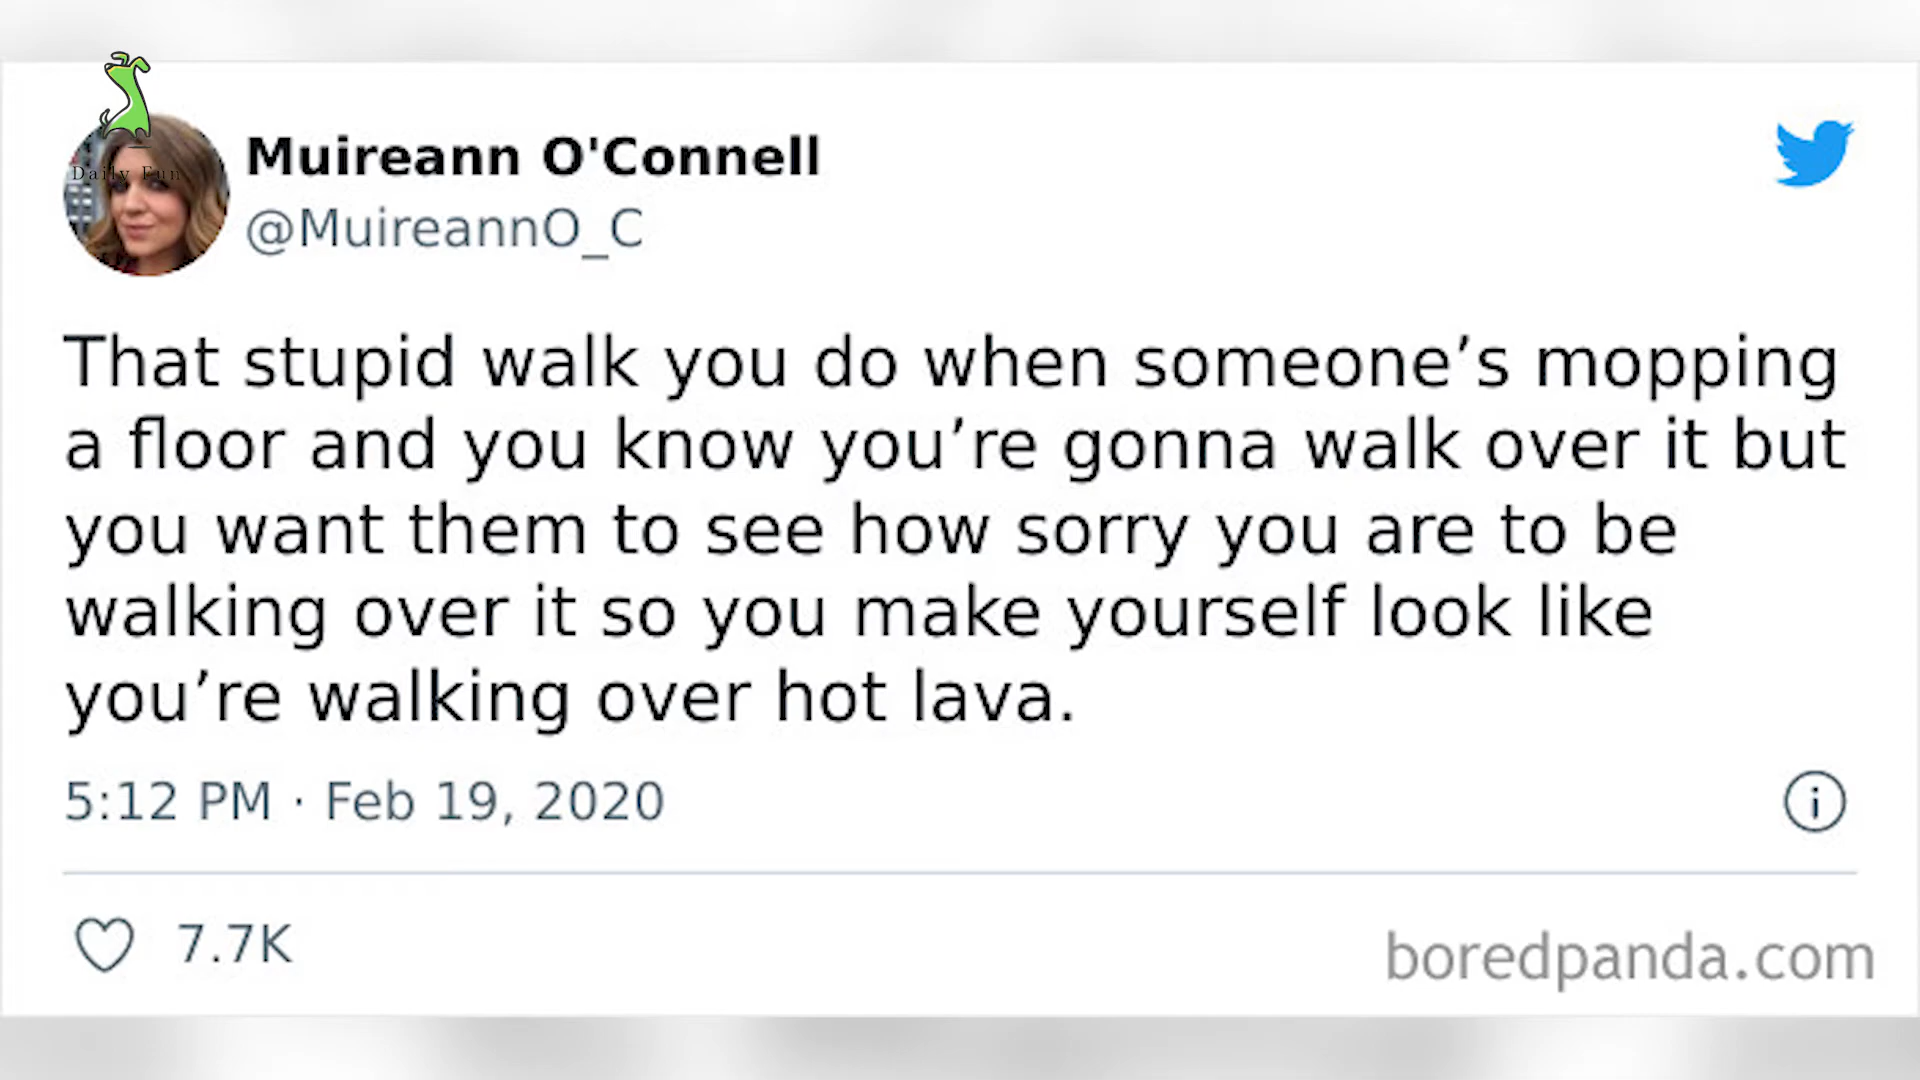 Daily Fun
Muireann O'Connell
@MuireannO_C
That stupid walk you do when someone’s mopping
a floor and you know you’re gonna walk over it but
you want them to see how sorry you are to be
walking over it so you make yourself look like
you’re walking over hot lava.
5:12 PM · Feb 19, 2020
7.7K
boredpanda.com